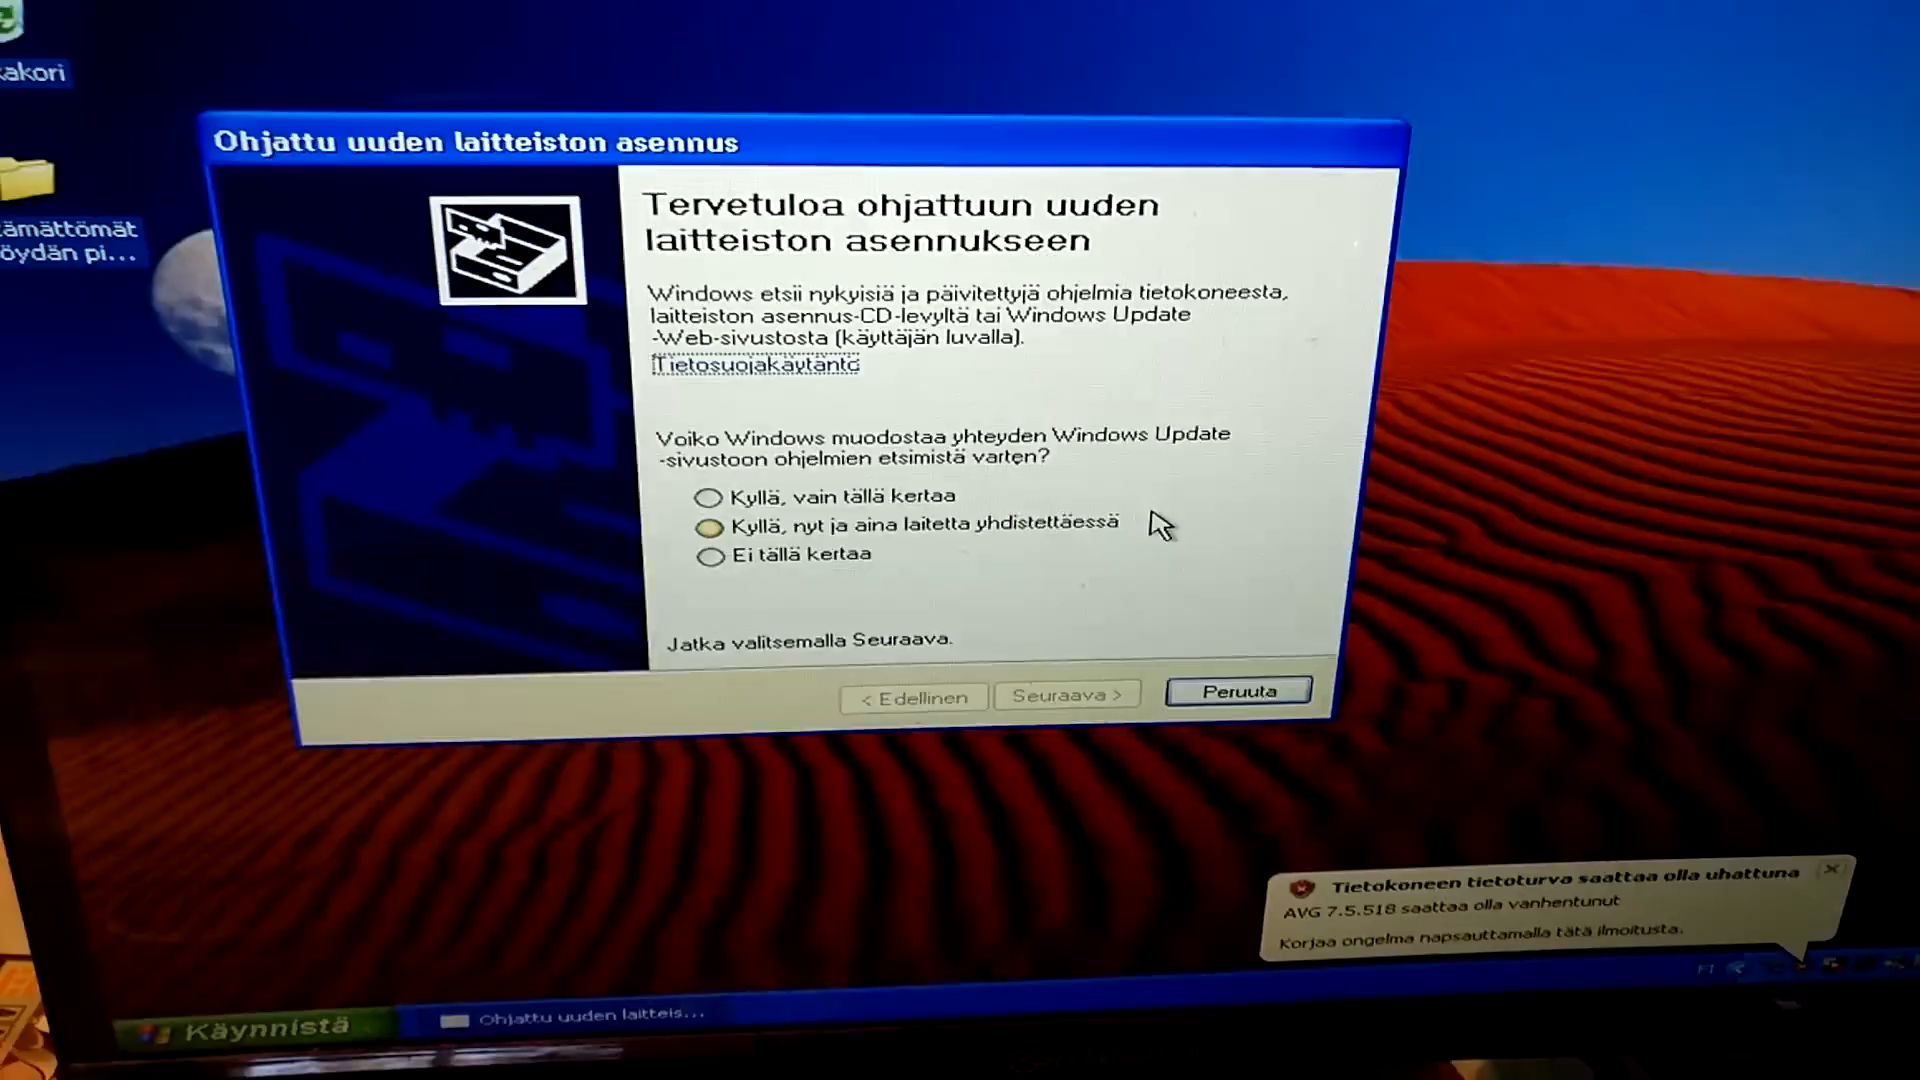 kakori
tämättömät
öydän pi...
Ohjattu uuden laitteiston asennus
Tervetuloa ohjattuun uuden
laitteiston asennukseen
Windows etsii nykyisiä ja päivitettyjä ohjelmia tietokoneesta,
laitteiston asennus-CD-levyltä tai Windows Update
-Web-sivustosta (käyttäjän luvalla).
Tietosuojakäytäntö
Voiko Windows muodostaa yhteyden Windows Update
-sivustoon ohjelmien etsimistä varten?
Kyllä, vain tällä kertaa
Kyllä, nyt ja aina laitetta yhdistettäessä
Ei tällä kertaa
Jatka valitsemalla Seuraava.
< Edellinen
Seuraava >
Peruuta
Tietokoneen tietoturva saattaa olla uhattuna
AVG 7.5.518 saattaa olla vanhentunut
Korjaa ongelma napsauttamalla tätä ilmoitusta.
FI
Käynnistä
Ohjattu uuden laitteis...